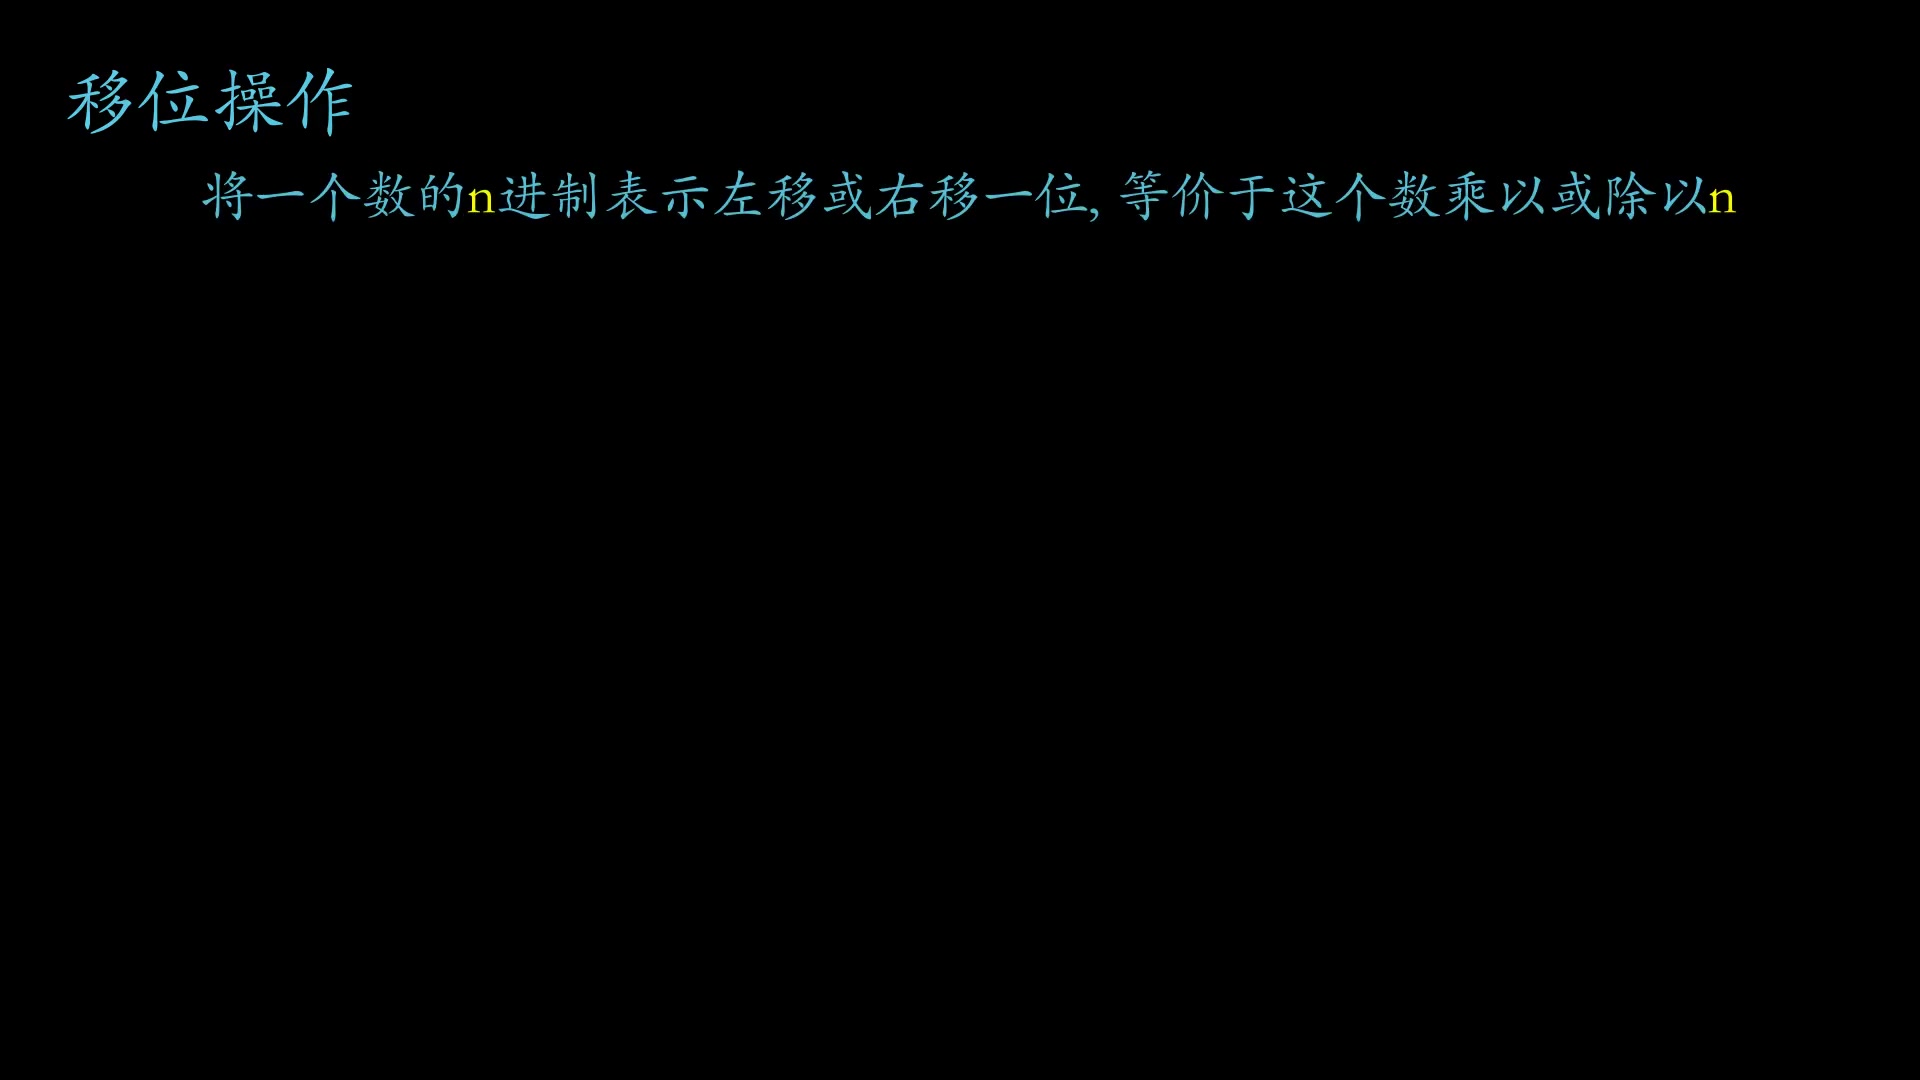 移位操作
将一个数的n进制表示左移或右移一位, 等价于这个数乘以或除以n